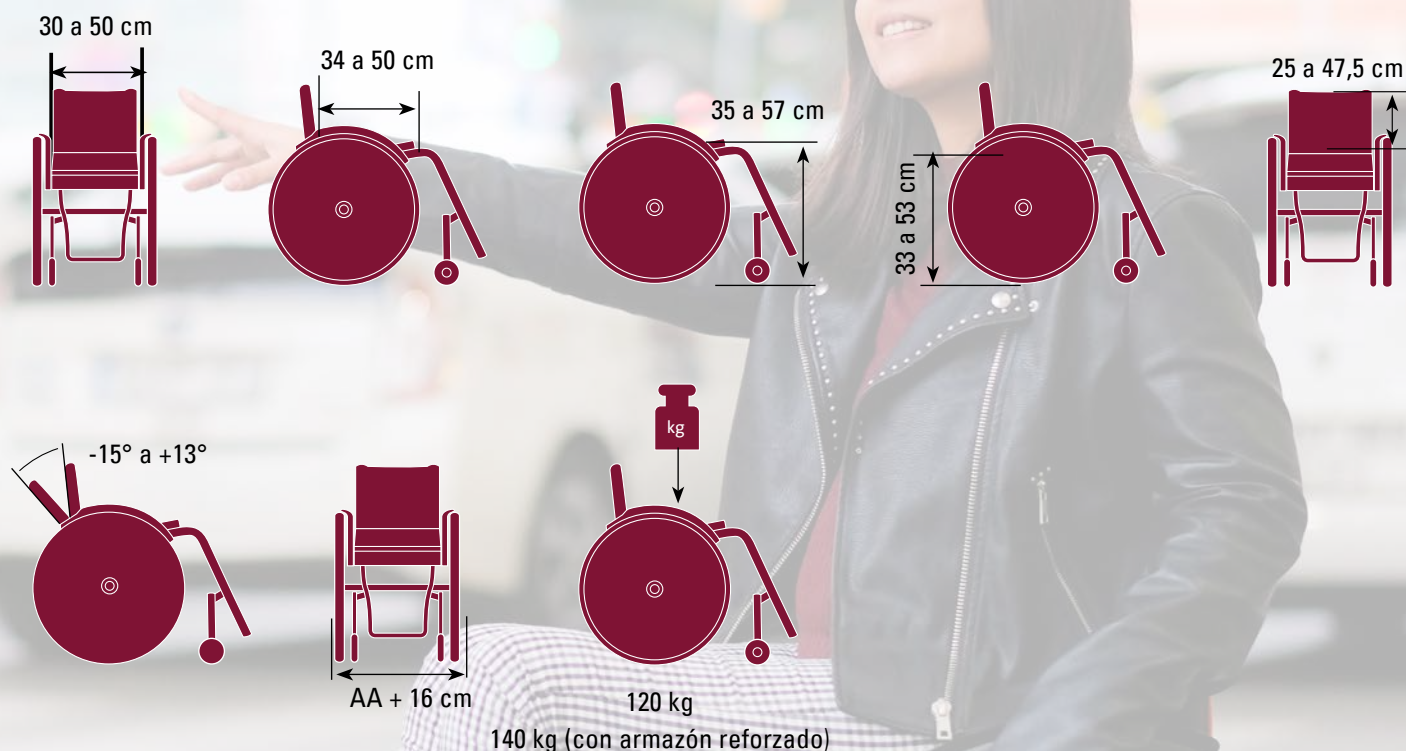 30 a 50 cm
34 a 50 cm
35 a 57 cm
33 a 53 cm
25 a 47,5 cm
-15° a +13°
AA + 16 cm
kg
120 kg
140 kg (con armazón reforzado)